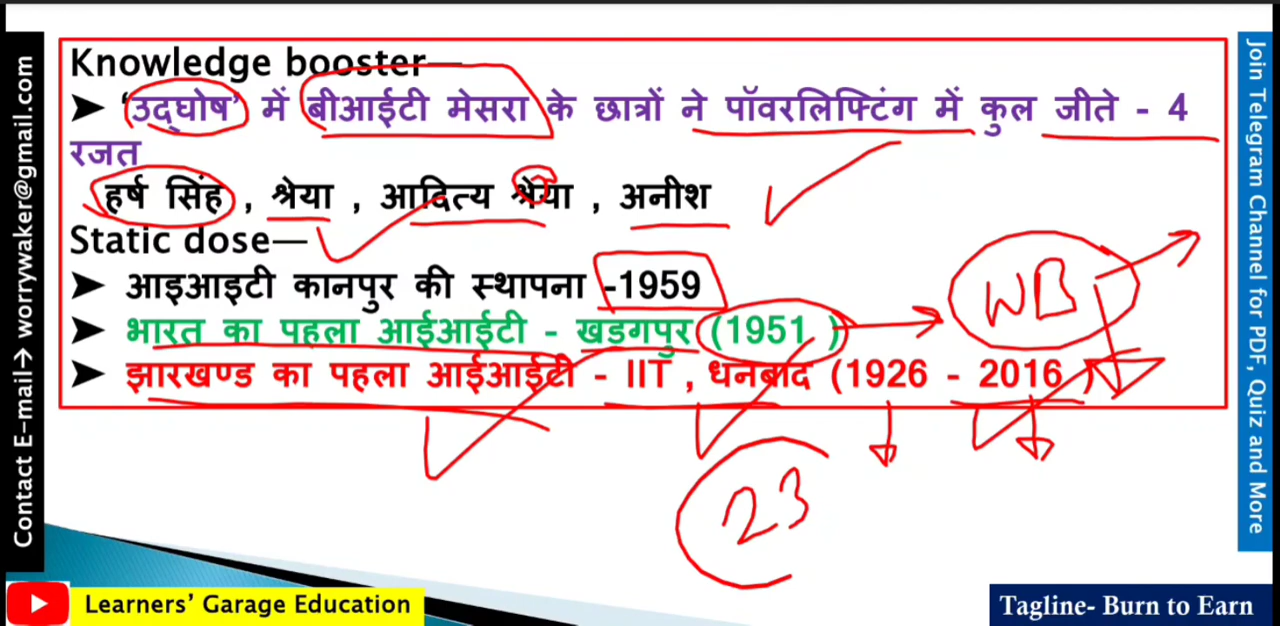 Knowledge booster—
➤ 'उद्घोष' में बीआईटी मेसरा के छात्रों ने पॉवरलिफ्टिंग में कुल जीते - 4
रजत
हर्ष सिंह , श्रेया , आदित्य श्रेया , अनीश
Static dose—
➤ आइआइटी कानपुर की स्थापना -1959
➤ भारत का पहला आईआईटी - खड़गपुर (1951 )
➤ झारखण्ड का पहला आईआईटी - IIT , धनबाद (1926 - 2016 )
WB
23
Contact E-mail→ worrywaker@gmail.com
Join Telegram Channel for PDF, Quiz and More
Learners' Garage Education
Tagline- Burn to Earn